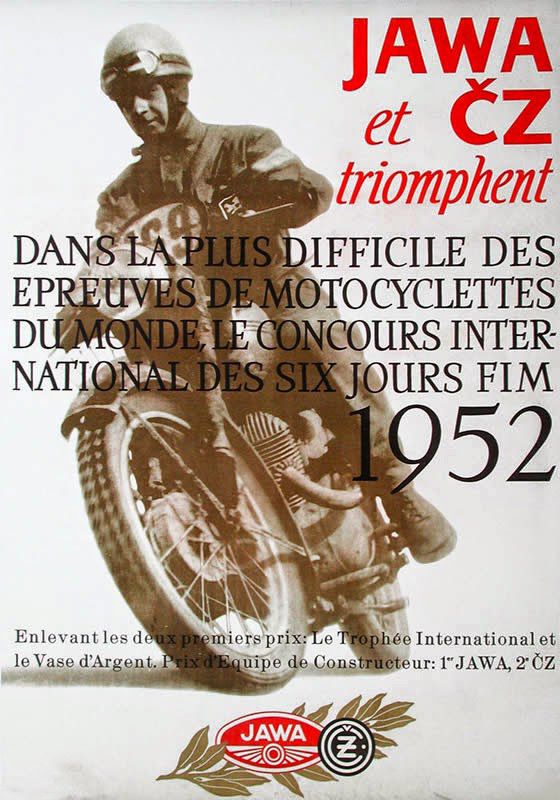 JAWA
et ČZ
triomphent
DANS LA PLUS DIFFICILE DES
EPREUVES DE MOTOCYCLETTES
DU MONDE, LE CONCOURS INTER-
NATIONAL DES SIX JOURS FIM
1952
Enlevant les deux premiers prix: Le Trophée International et
le Vase d'Argent. Prix d'Equipe de Constructeur: 1er JAWA, 2e ČZ
JAWA
ČZ